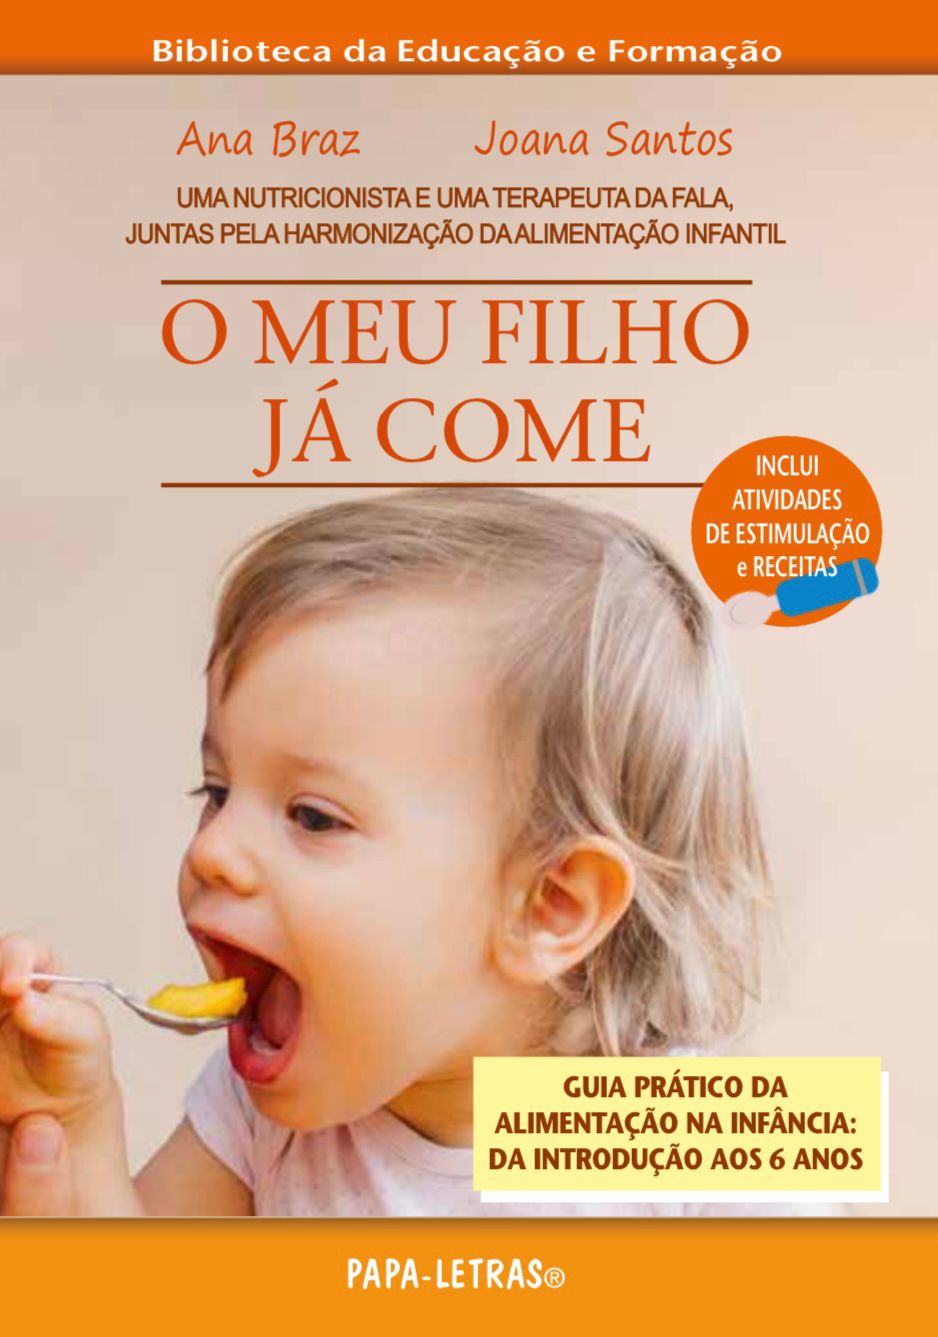 Biblioteca da Educação e Formação
Ana Braz Joana Santos
UMA NUTRICIONISTA E UMA TERAPEUTA DA FALA,
JUNTAS PELA HARMONIZAÇÃO DA ALIMENTAÇÃO INFANTIL
O MEU FILHO
JÁ COME
INCLUI
ATIVIDADES
DE ESTIMULAÇÃO
e RECEITAS
GUIA PRÁTICO DA
ALIMENTAÇÃO NA INFÂNCIA:
DA INTRODUÇÃO AOS 6 ANOS
PAPA-LETRAS®